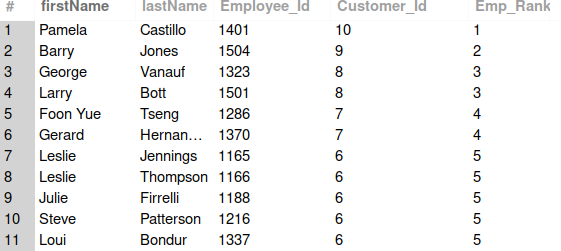 # firstName lastName Employee_Id Customer_Id Emp_Rank
1 Pamela Castillo 1401 10 1
2 Barry Jones 1504 9 2
3 George Vanauf 1323 8 3
4 Larry Bott 1501 8 3
5 Foon Yue Tseng 1286 7 4
6 Gerard Hernan... 1370 7 4
7 Leslie Jennings 1165 6 5
8 Leslie Thompson 1166 6 5
9 Julie Firrelli 1188 6 5
10 Steve Patterson 1216 6 5
11 Loui Bondur 1337 6 5